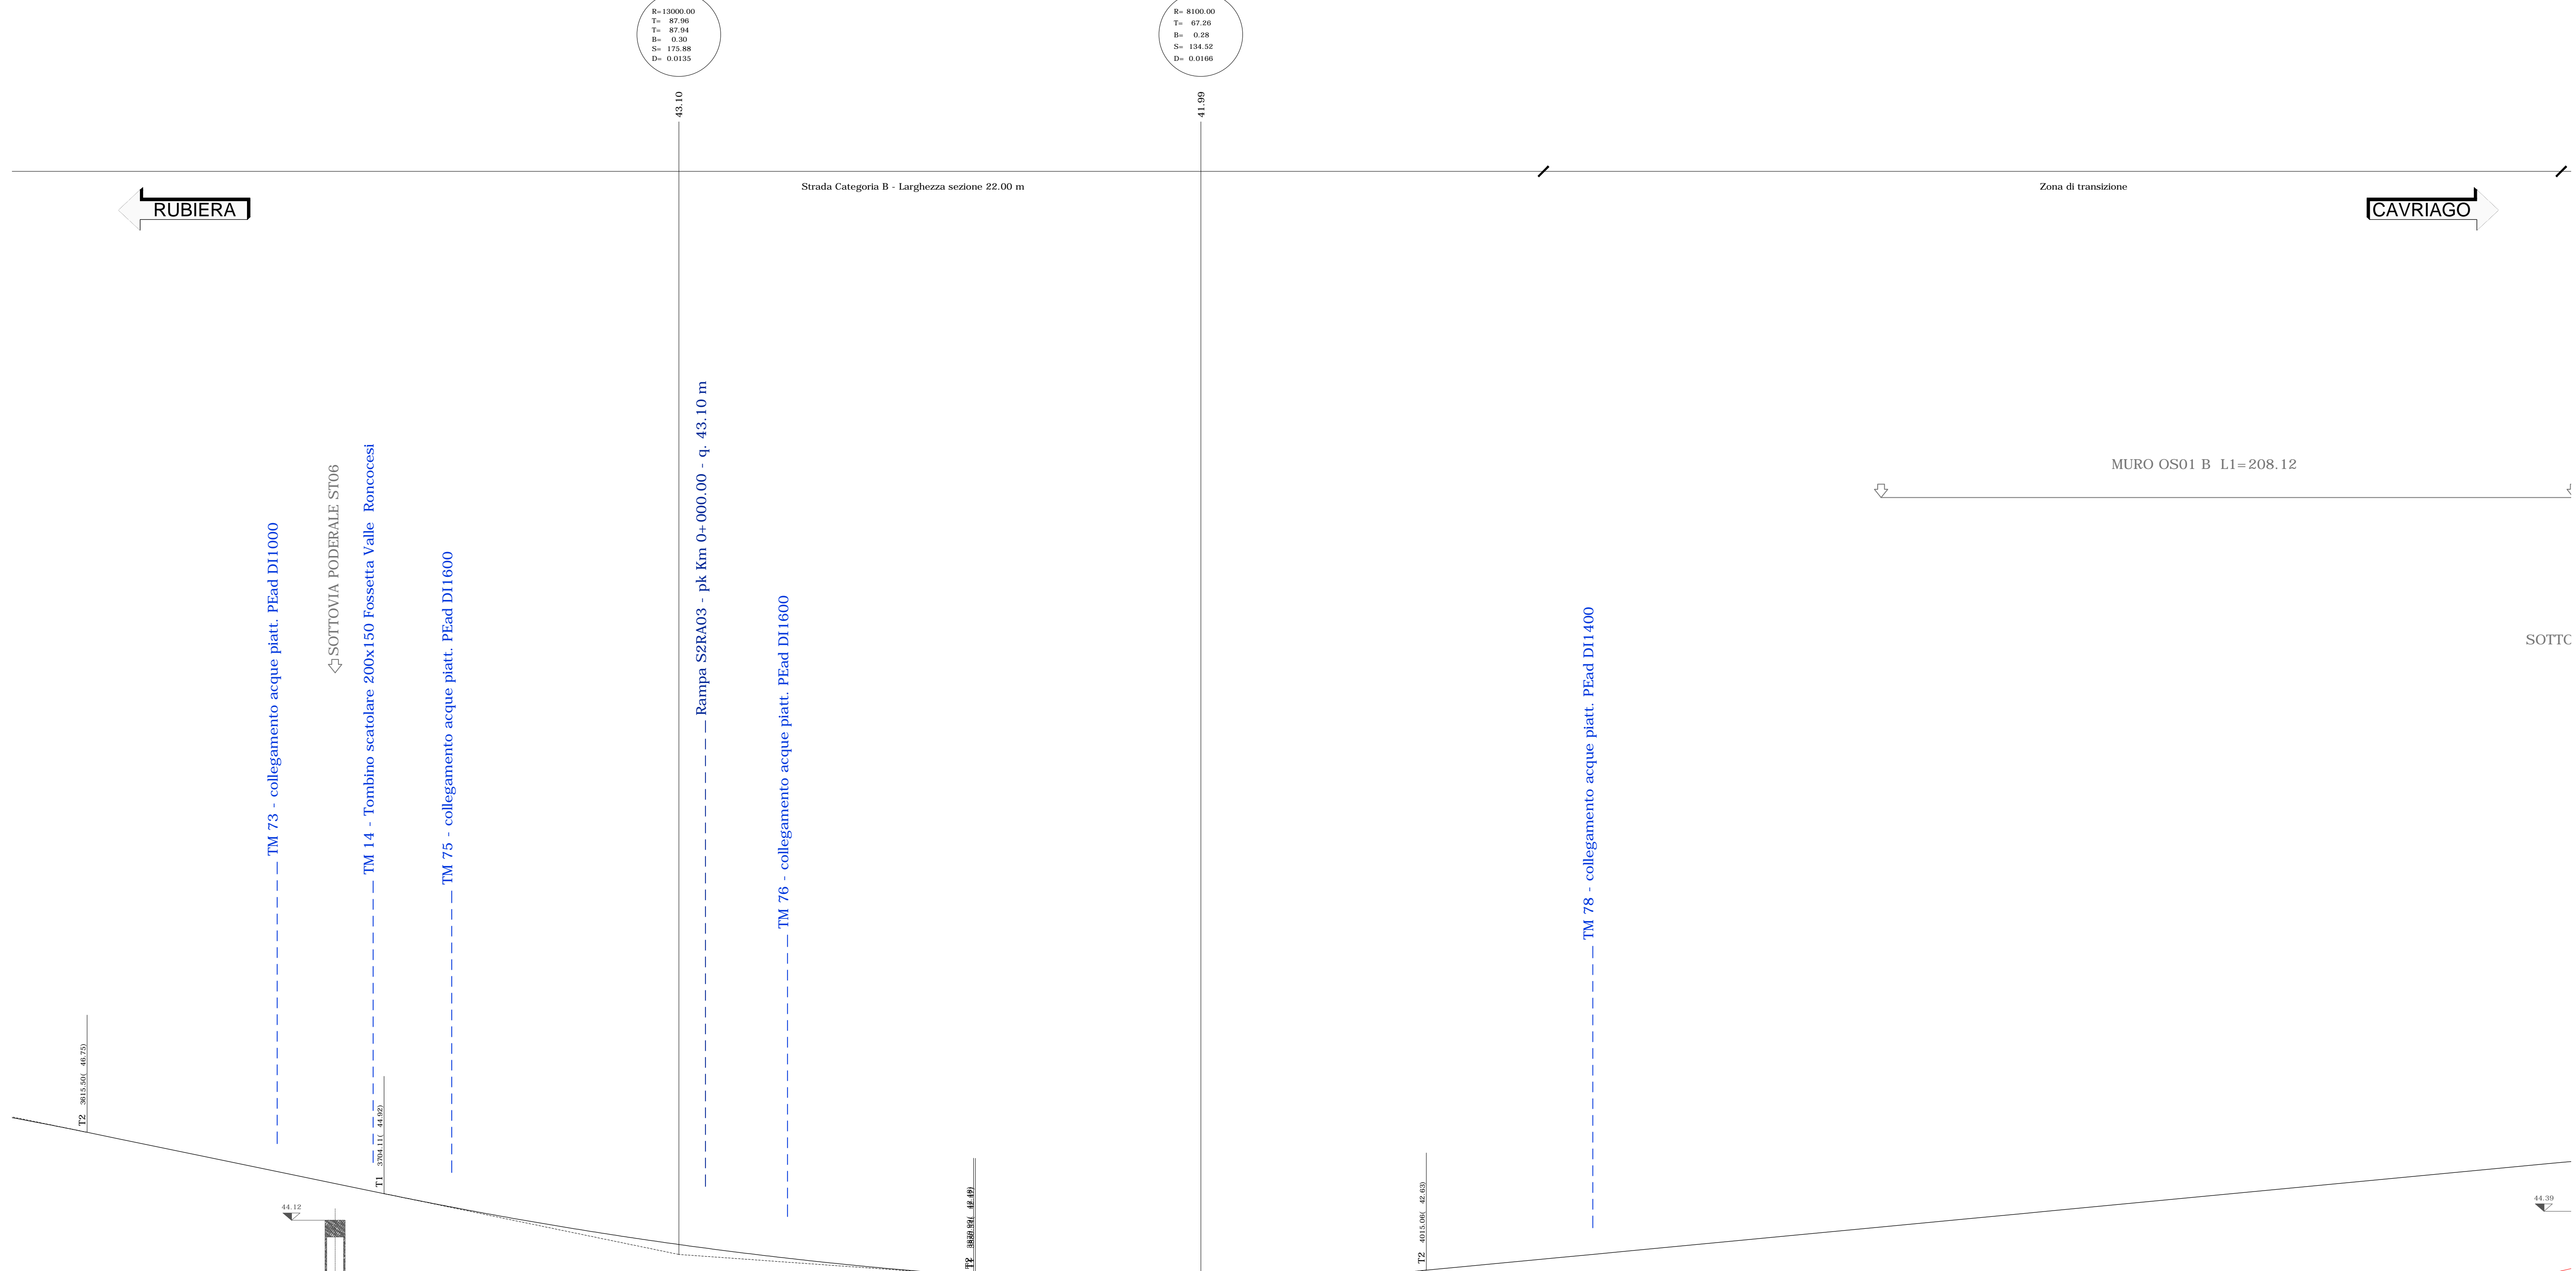 R=13000.00
T= 87.96
T= 87.94
B= 0.30
S= 175.88
D= 0.0135
R= 8100.00
T= 67.26
B= 0.28
S= 134.52
D= 0.0166
43.10
41.99
Strada Categoria B - Larghezza sezione 22.00 m
Zona di transizione
RUBIERA
CAVRIAGO
TM 73 - collegamento acque piatt. PEad DI1000
SOTTOVIA PODERALE ST06
TM 14 - Tombino scatolare 200x150 Fossetta Valle Roncocesi
TM 75 - collegamento acque piatt. PEad DI1600
Rampa S2RA03 - pk Km 0+000.00 - q. 43.10 m
TM 76 - collegamento acque piatt. PEad DI1600
TM 78 - collegamento acque piatt. PEad DI1400
MURO OS01 B L1=208.12
SOTTO
T2 3615.50( 46.75)
T1 3704.11( 44.92)
T2
T1
T2 4015.06( 42.63)
44.12
44.39